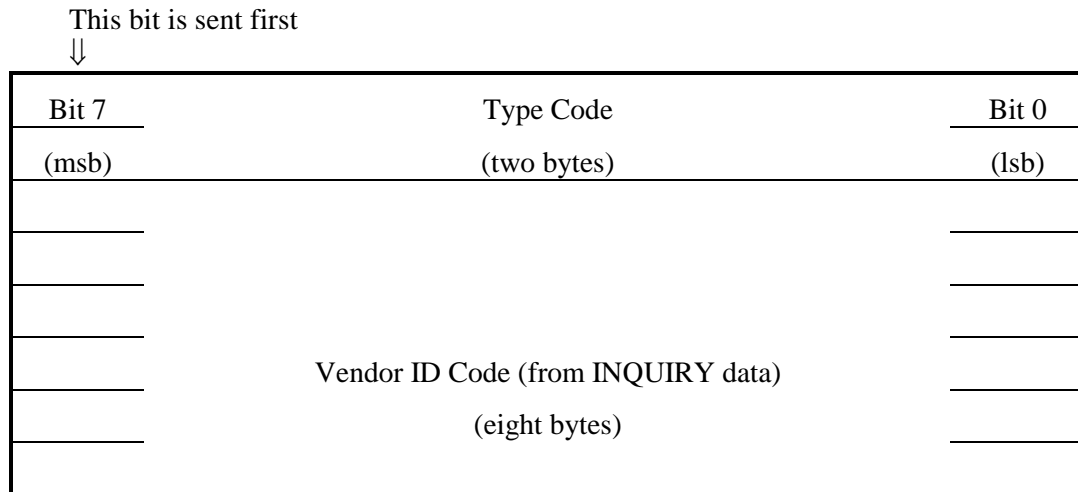 This bit is sent first
⇓
Bit 7 Type Code Bit 0
(msb) (two bytes) (lsb)
Vendor ID Code (from INQUIRY data)
(eight bytes)